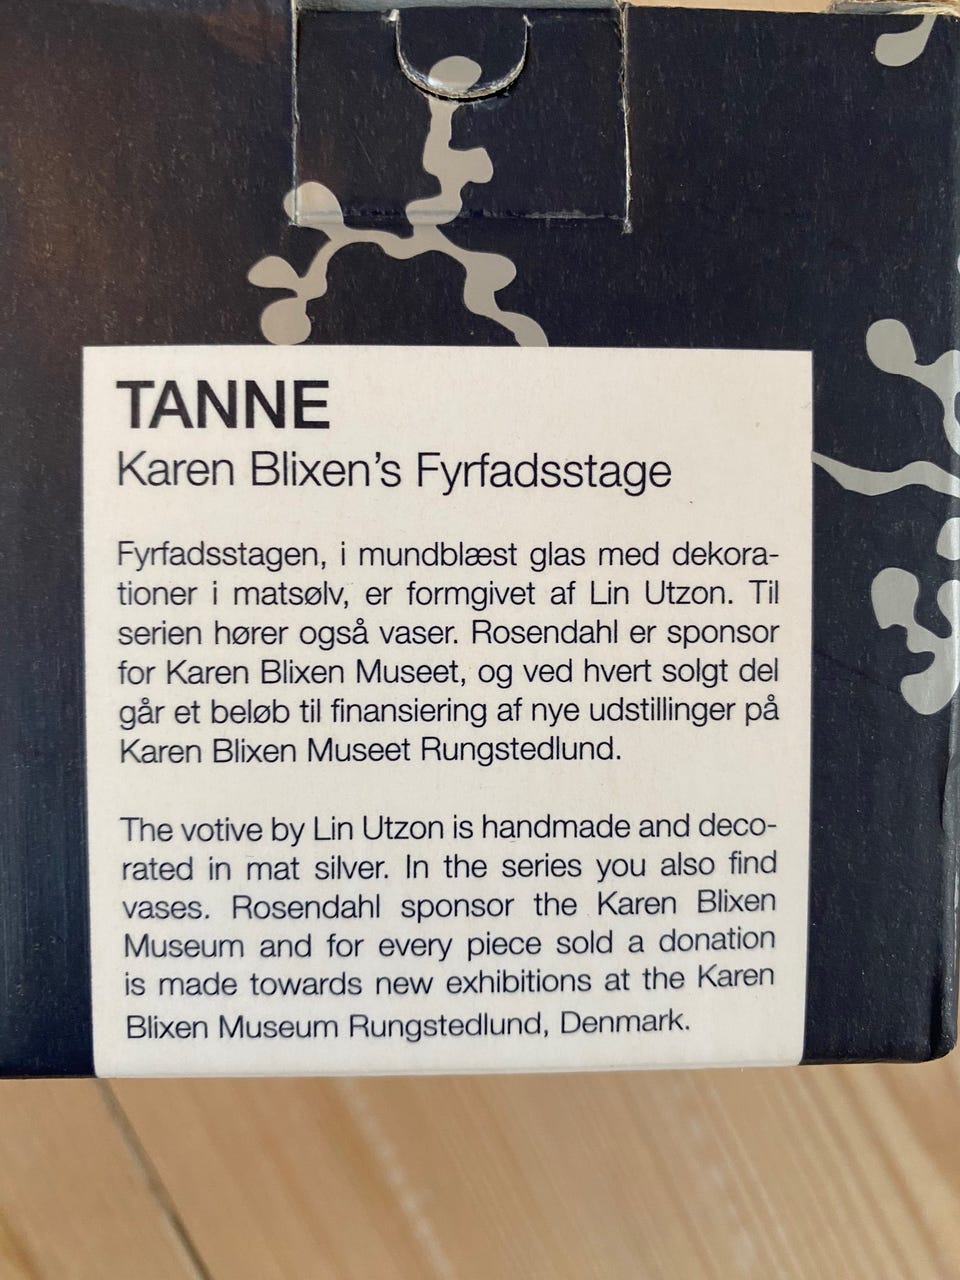 TANNE
Karen Blixen's Fyrfadsstage
Fyrfadsstagen, i mundblæst glas med dekora-
tioner i matsølv, er formgivet af Lin Utzon. Til
serien hører også vaser. Rosendahl er sponsor
for Karen Blixen Museet, og ved hvert solgt del
går et beløb til finansiering af nye udstillinger på
Karen Blixen Museet Rungstedlund.
The votive by Lin Utzon is handmade and deco-
rated in mat silver. In the series you also find
vases. Rosendahl sponsor the Karen Blixen
Museum and for every piece sold a donation
is made towards new exhibitions at the Karen
Blixen Museum Rungstedlund, Denmark.